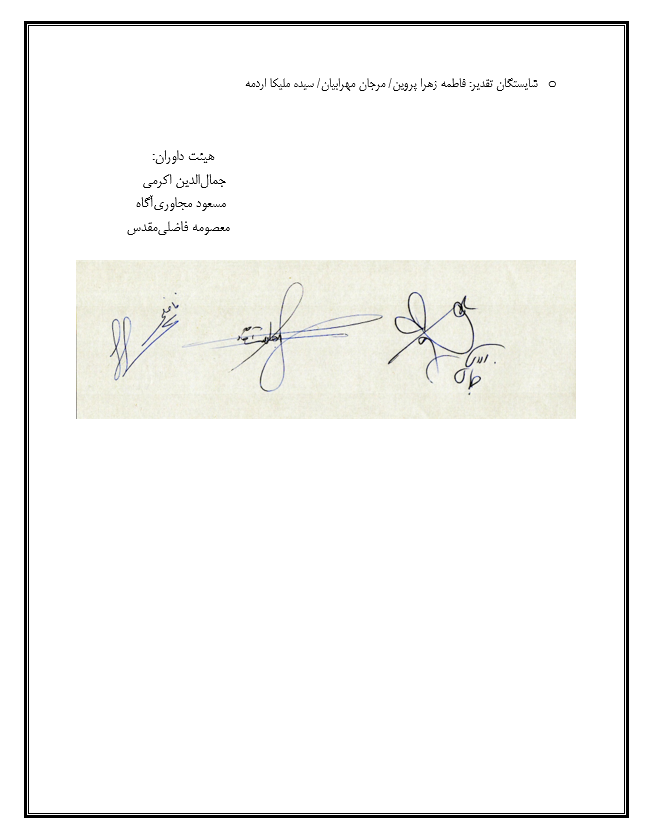 o شایستگان تقدیر: فاطمه زهرا پروین/ مرجان مهرابیان/ سیده ملیکا اردمه
هیئت داوران:
جمال‌الدین اکرمی
مسعود مجاوری‌آگاه
معصومه فاضلی‌مقدس
فاضلی